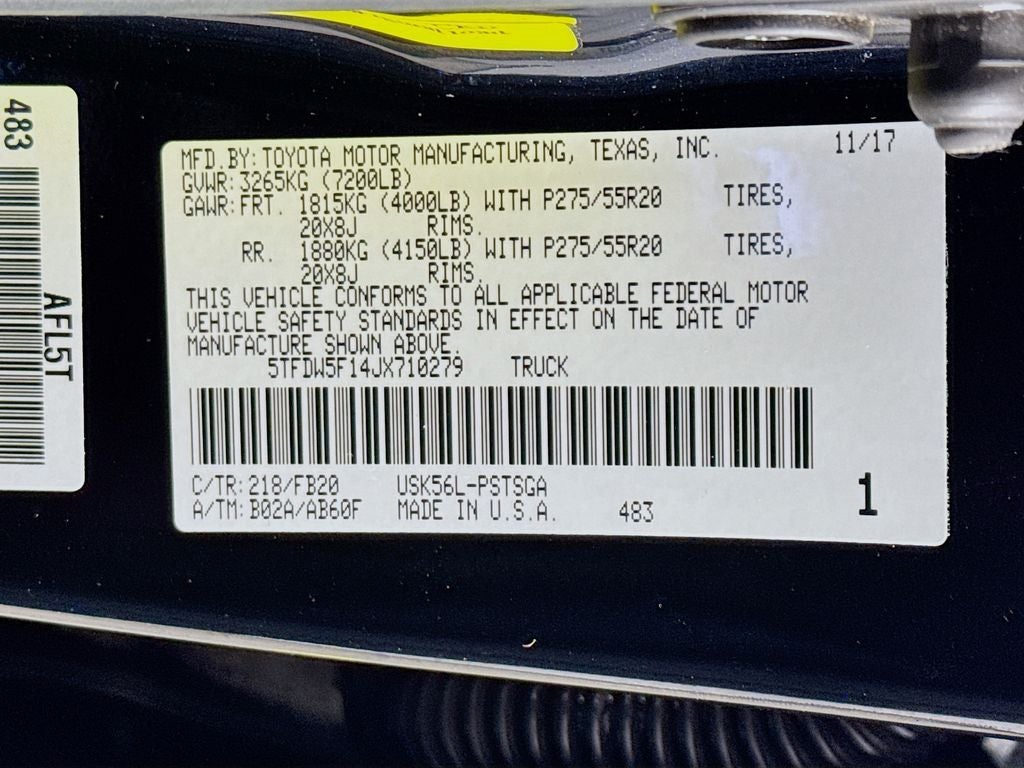 483
AFL5T
MFD.BY: TOYOTA MOTOR MANUFACTURING, TEXAS, INC. 11/17
GVWR: 3265KG (7200LB)
GAWR: FRT. 1815KG (4000LB) WITH P275/55R20 TIRES,
20X8J RIMS.
RR. 1880KG (4150LB) WITH P275/55R20 TIRES,
20X8J RIMS.
THIS VEHICLE CONFORMS TO ALL APPLICABLE FEDERAL MOTOR
VEHICLE SAFETY STANDARDS IN EFFECT ON THE DATE OF
MANUFACTURE SHOWN ABOVE.
5TFDW5F14JX710279 TRUCK
C/TR: 218/FB20 USK56L-PSTSGA
A/TM: B02A/AB60F MADE IN U.S.A. 483 1